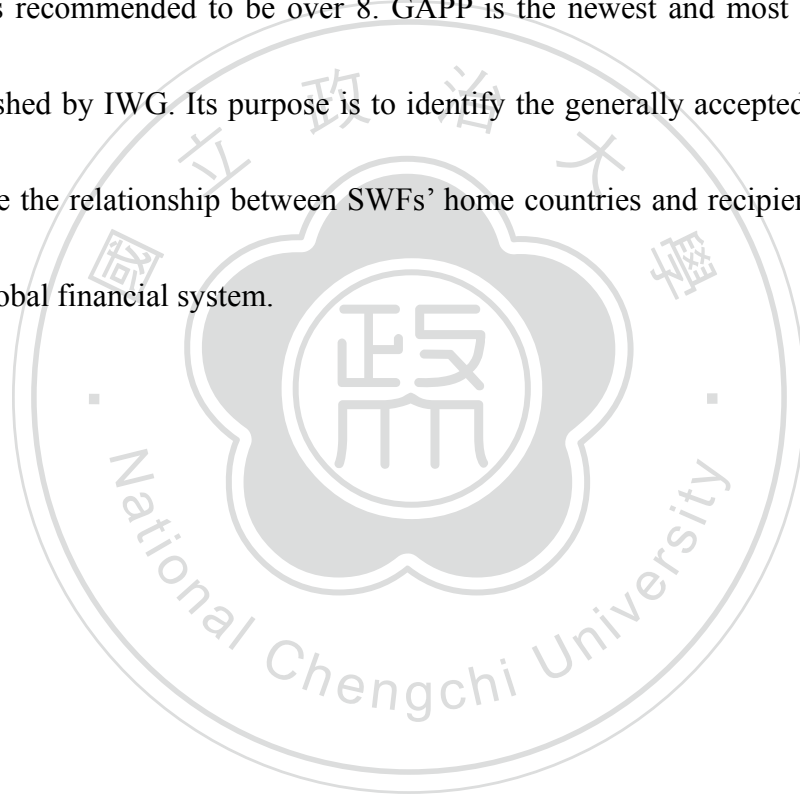 s recommended to be over 8. GAPP is the newest and most
shed by IWG. Its purpose is to identify the generally accepted
e the relationship between SWFs’ home countries and recipien
obal financial system.
國立政治大學
政
National Chengchi University